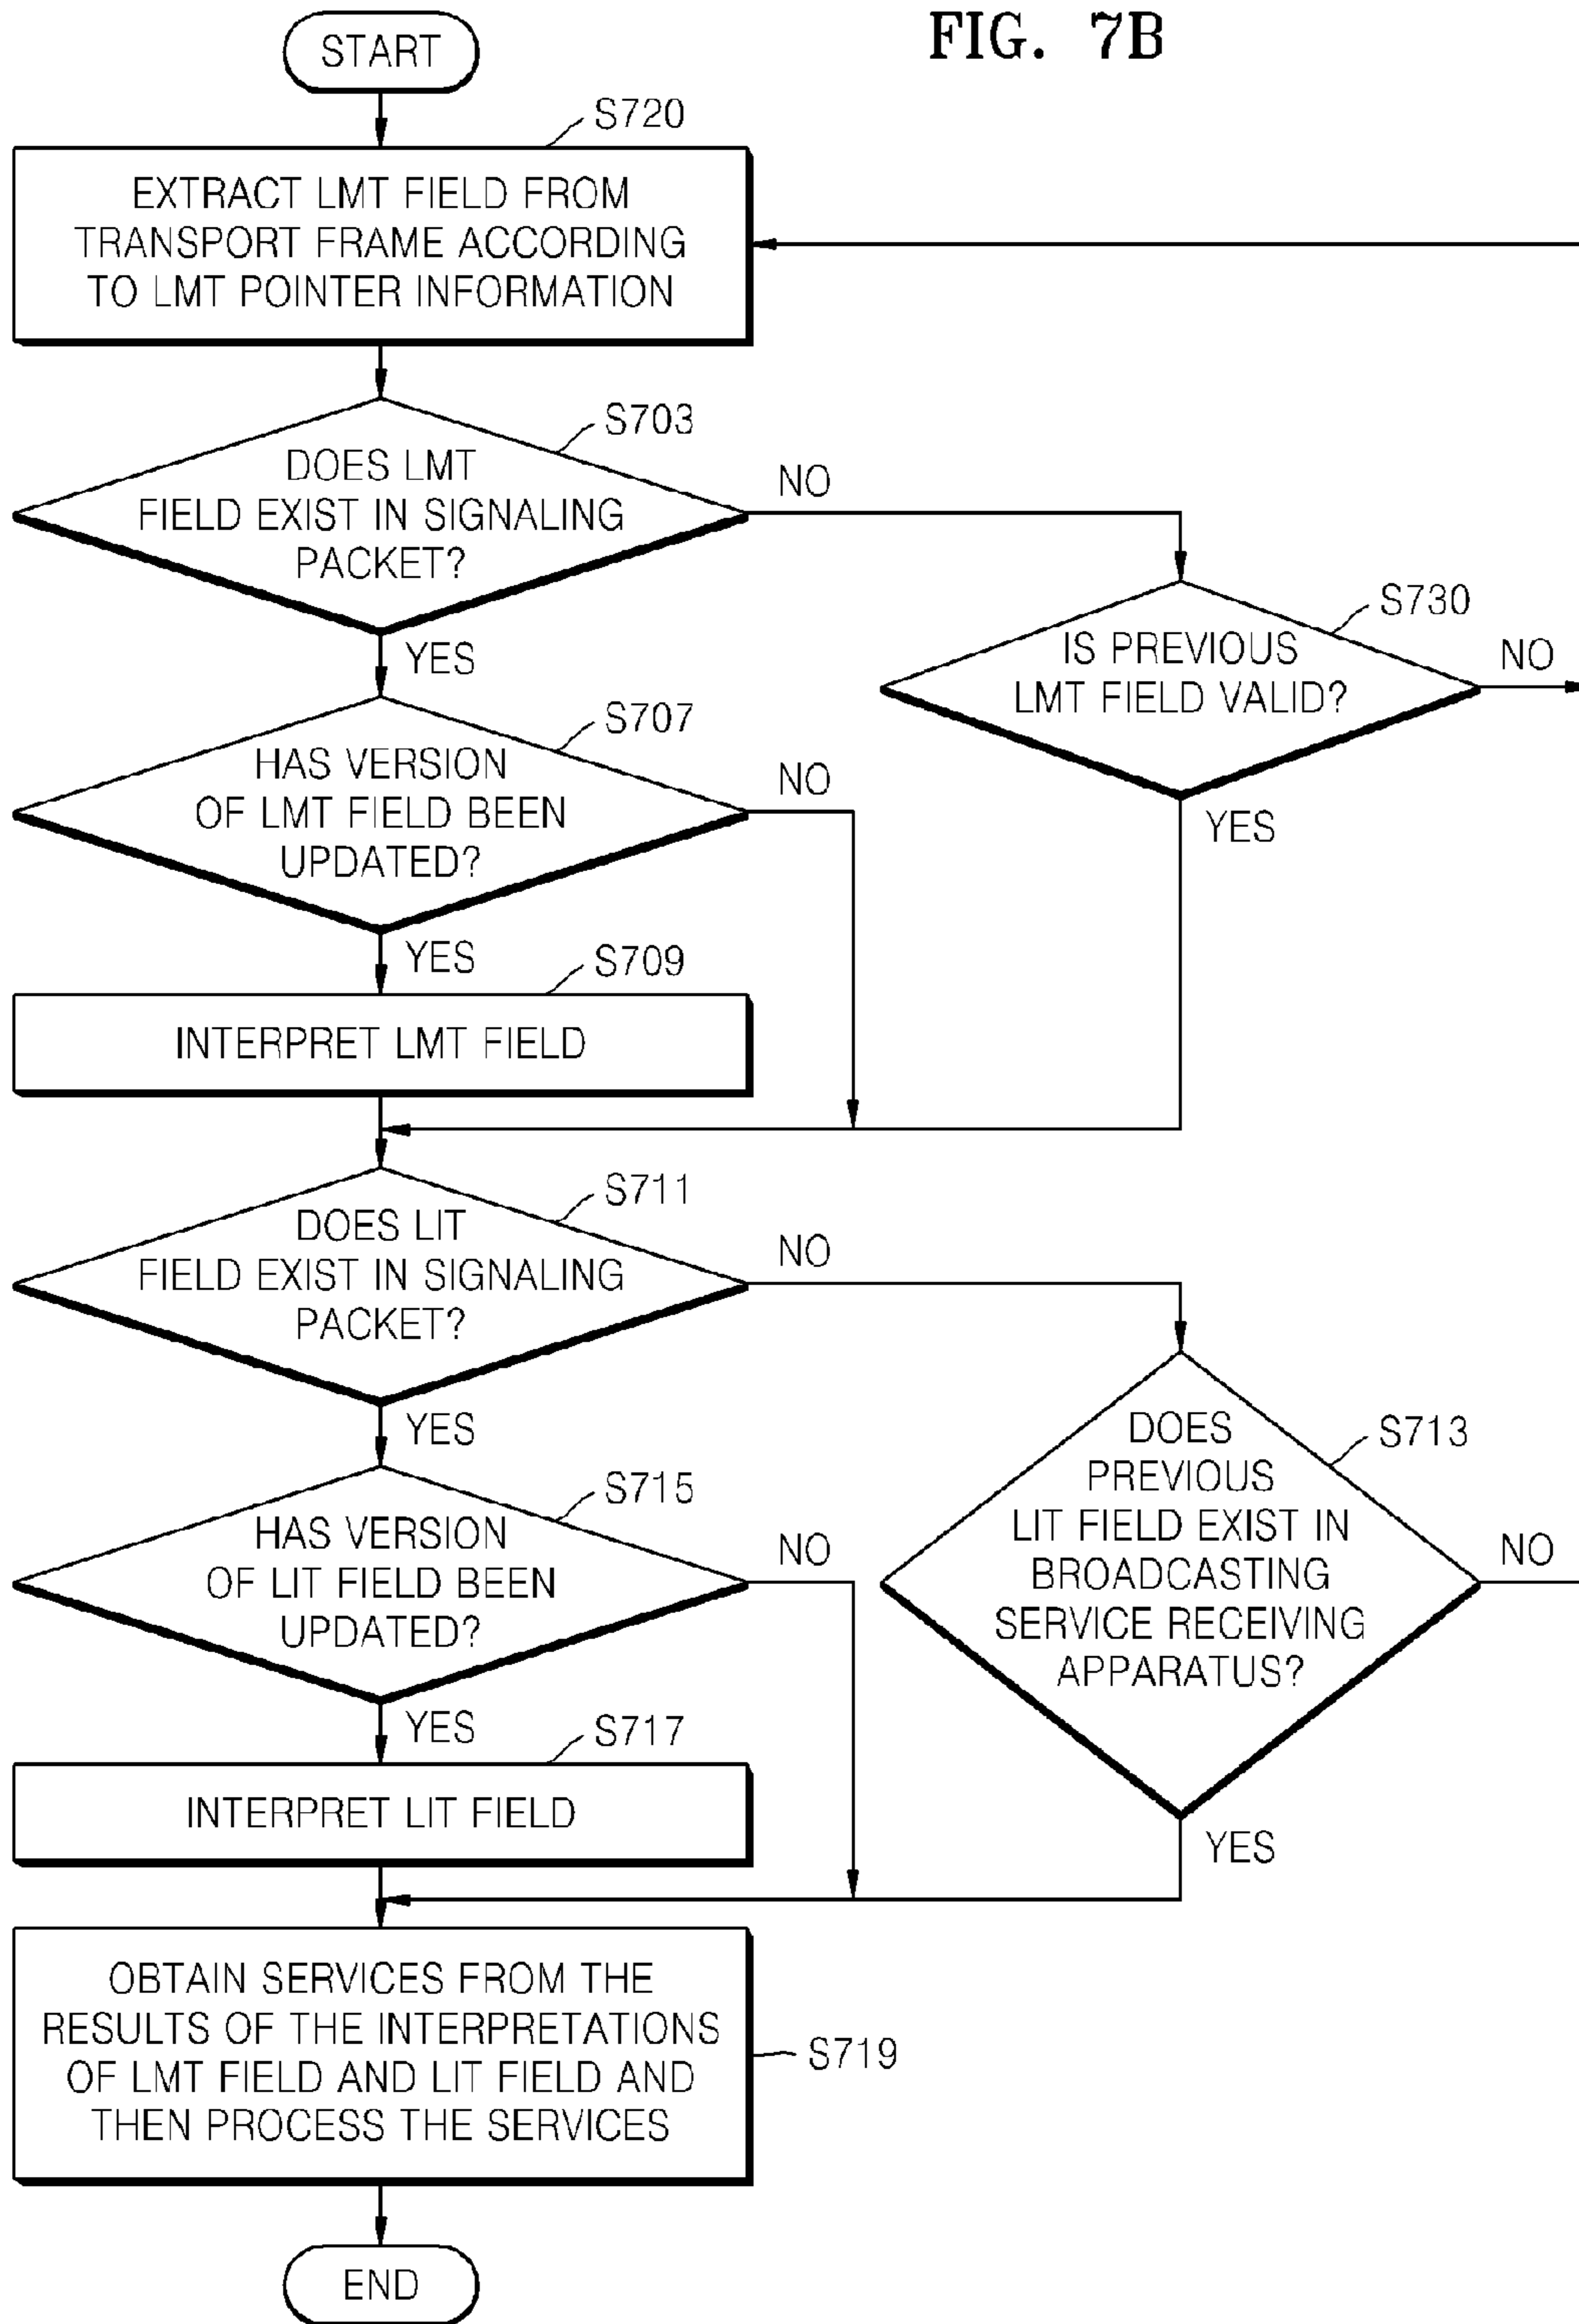 FIG. 7B
START
S720
EXTRACT LMT FIELD FROM
TRANSPORT FRAME ACCORDING
TO LMT POINTER INFORMATION
S703
DOES LMT
FIELD EXIST IN SIGNALING
PACKET?
NO
YES
S730
IS PREVIOUS
LMT FIELD VALID?
NO
YES
S707
HAS VERSION
OF LMT FIELD BEEN
UPDATED?
NO
YES
S709
INTERPRET LMT FIELD
S711
DOES LIT
FIELD EXIST IN SIGNALING
PACKET?
NO
YES
S713
DOES
PREVIOUS
LIT FIELD EXIST IN
BROADCASTING
SERVICE RECEIVING
APPARATUS?
NO
YES
S715
HAS VERSION
OF LIT FIELD BEEN
UPDATED?
NO
YES
S717
INTERPRET LIT FIELD
OBTAIN SERVICES FROM THE
RESULTS OF THE INTERPRETATIONS
OF LMT FIELD AND LIT FIELD AND
THEN PROCESS THE SERVICES
S719
END